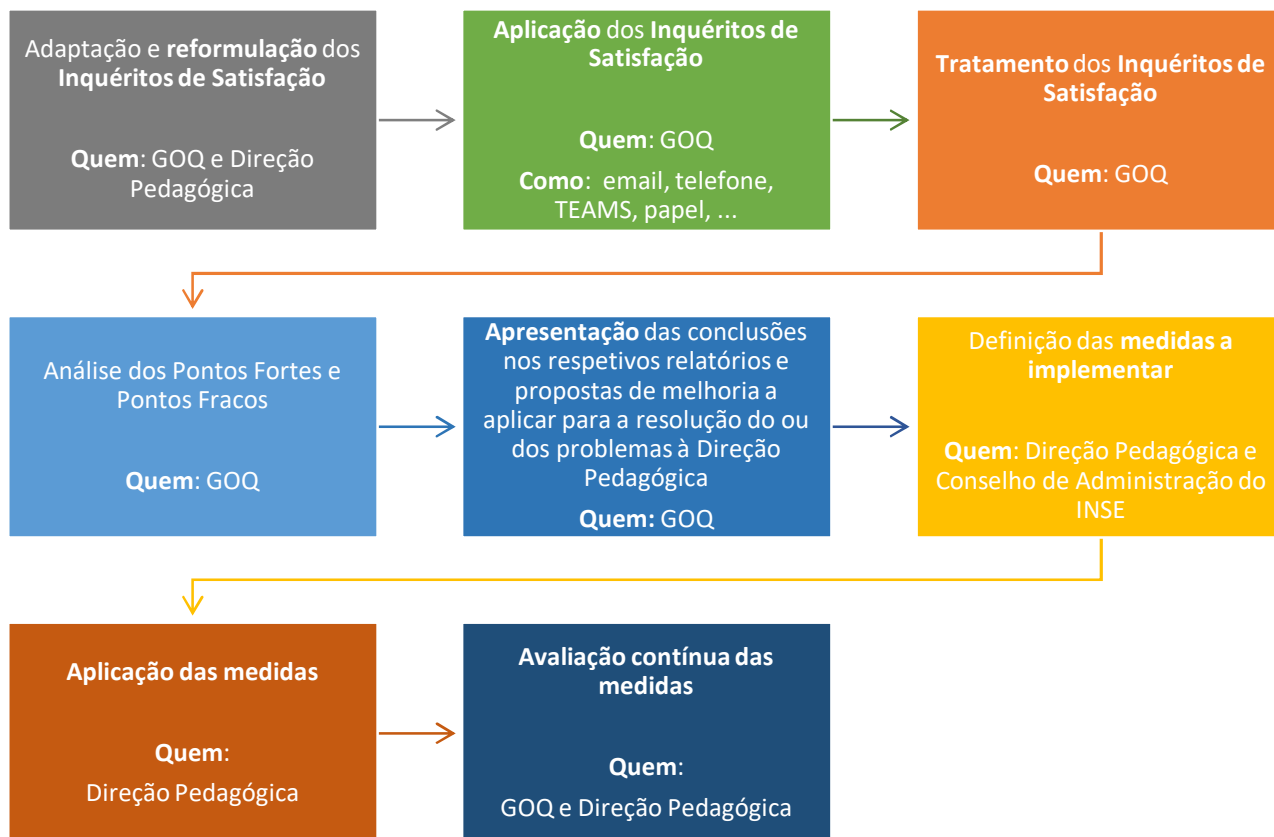 Adaptação e reformulação dos
Inquéritos de Satisfação
Quem: GOQ e Direção
Pedagógica
Aplicação dos Inquéritos de
Satisfação
Quem: GOQ
Como: email, telefone,
TEAMS, papel, ...
Tratamento dos Inquéritos de
Satisfação
Quem: GOQ
Análise dos Pontos Fortes e
Pontos Fracos
Quem: GOQ
Apresentação das conclusões
nos respetivos relatórios e
propostas de melhoria a
aplicar para a resolução do ou
dos problemas à Direção
Pedagógica
Quem: GOQ
Definição das medidas a
implementar
Quem: Direção Pedagógica e
Conselho de Administração do
INSE
Aplicação das medidas
Quem:
Direção Pedagógica
Avaliação contínua das
medidas
Quem:
GOQ e Direção Pedagógica